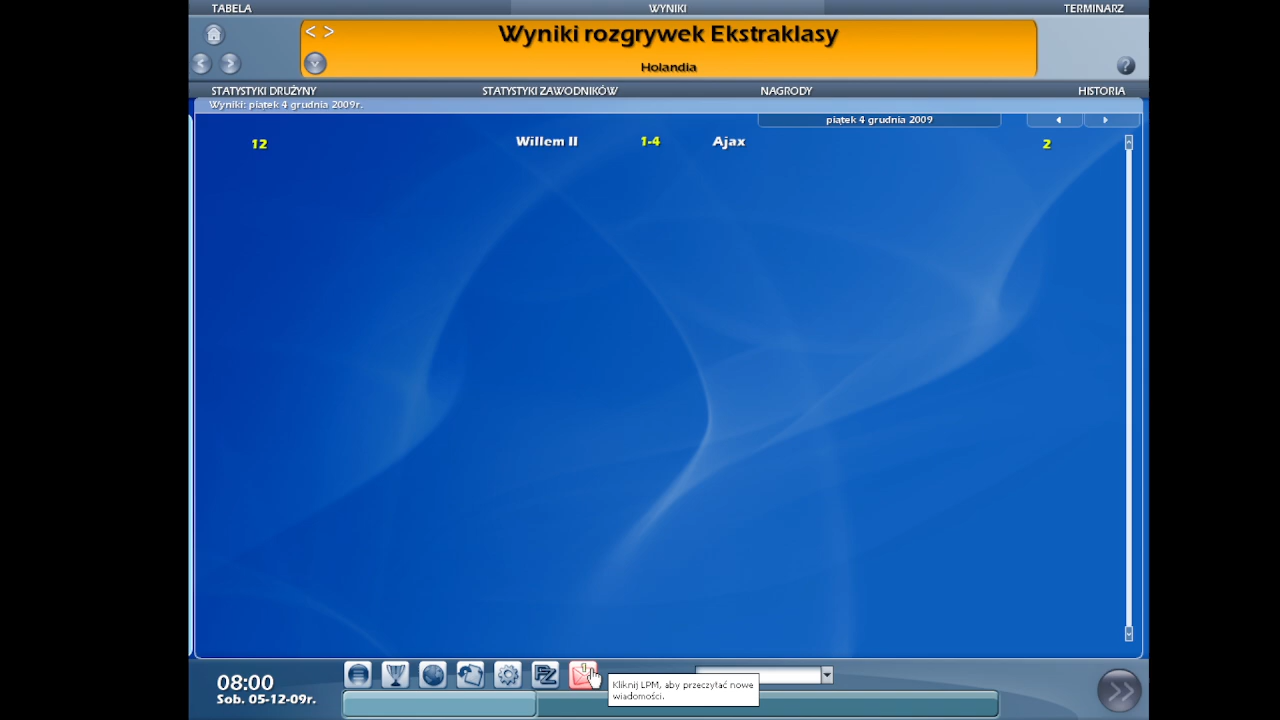 TABELA WYNIKI TERMINARZ
< > Wyniki rozgrywek Ekstraklasy
Holandia
?
STATYSTYKI DRUŻYNY STATYSTYKI ZAWODNIKÓW NAGRODY HISTORIA
Wyniki: piątek 4 grudnia 2009r.
piątek 4 grudnia 2009
12 Willem II 1-4 Ajax 2
08:00
Sob. 05-12-09r.
FZ
1
Kliknij LPM, aby przeczytać nowe
wiadomości.